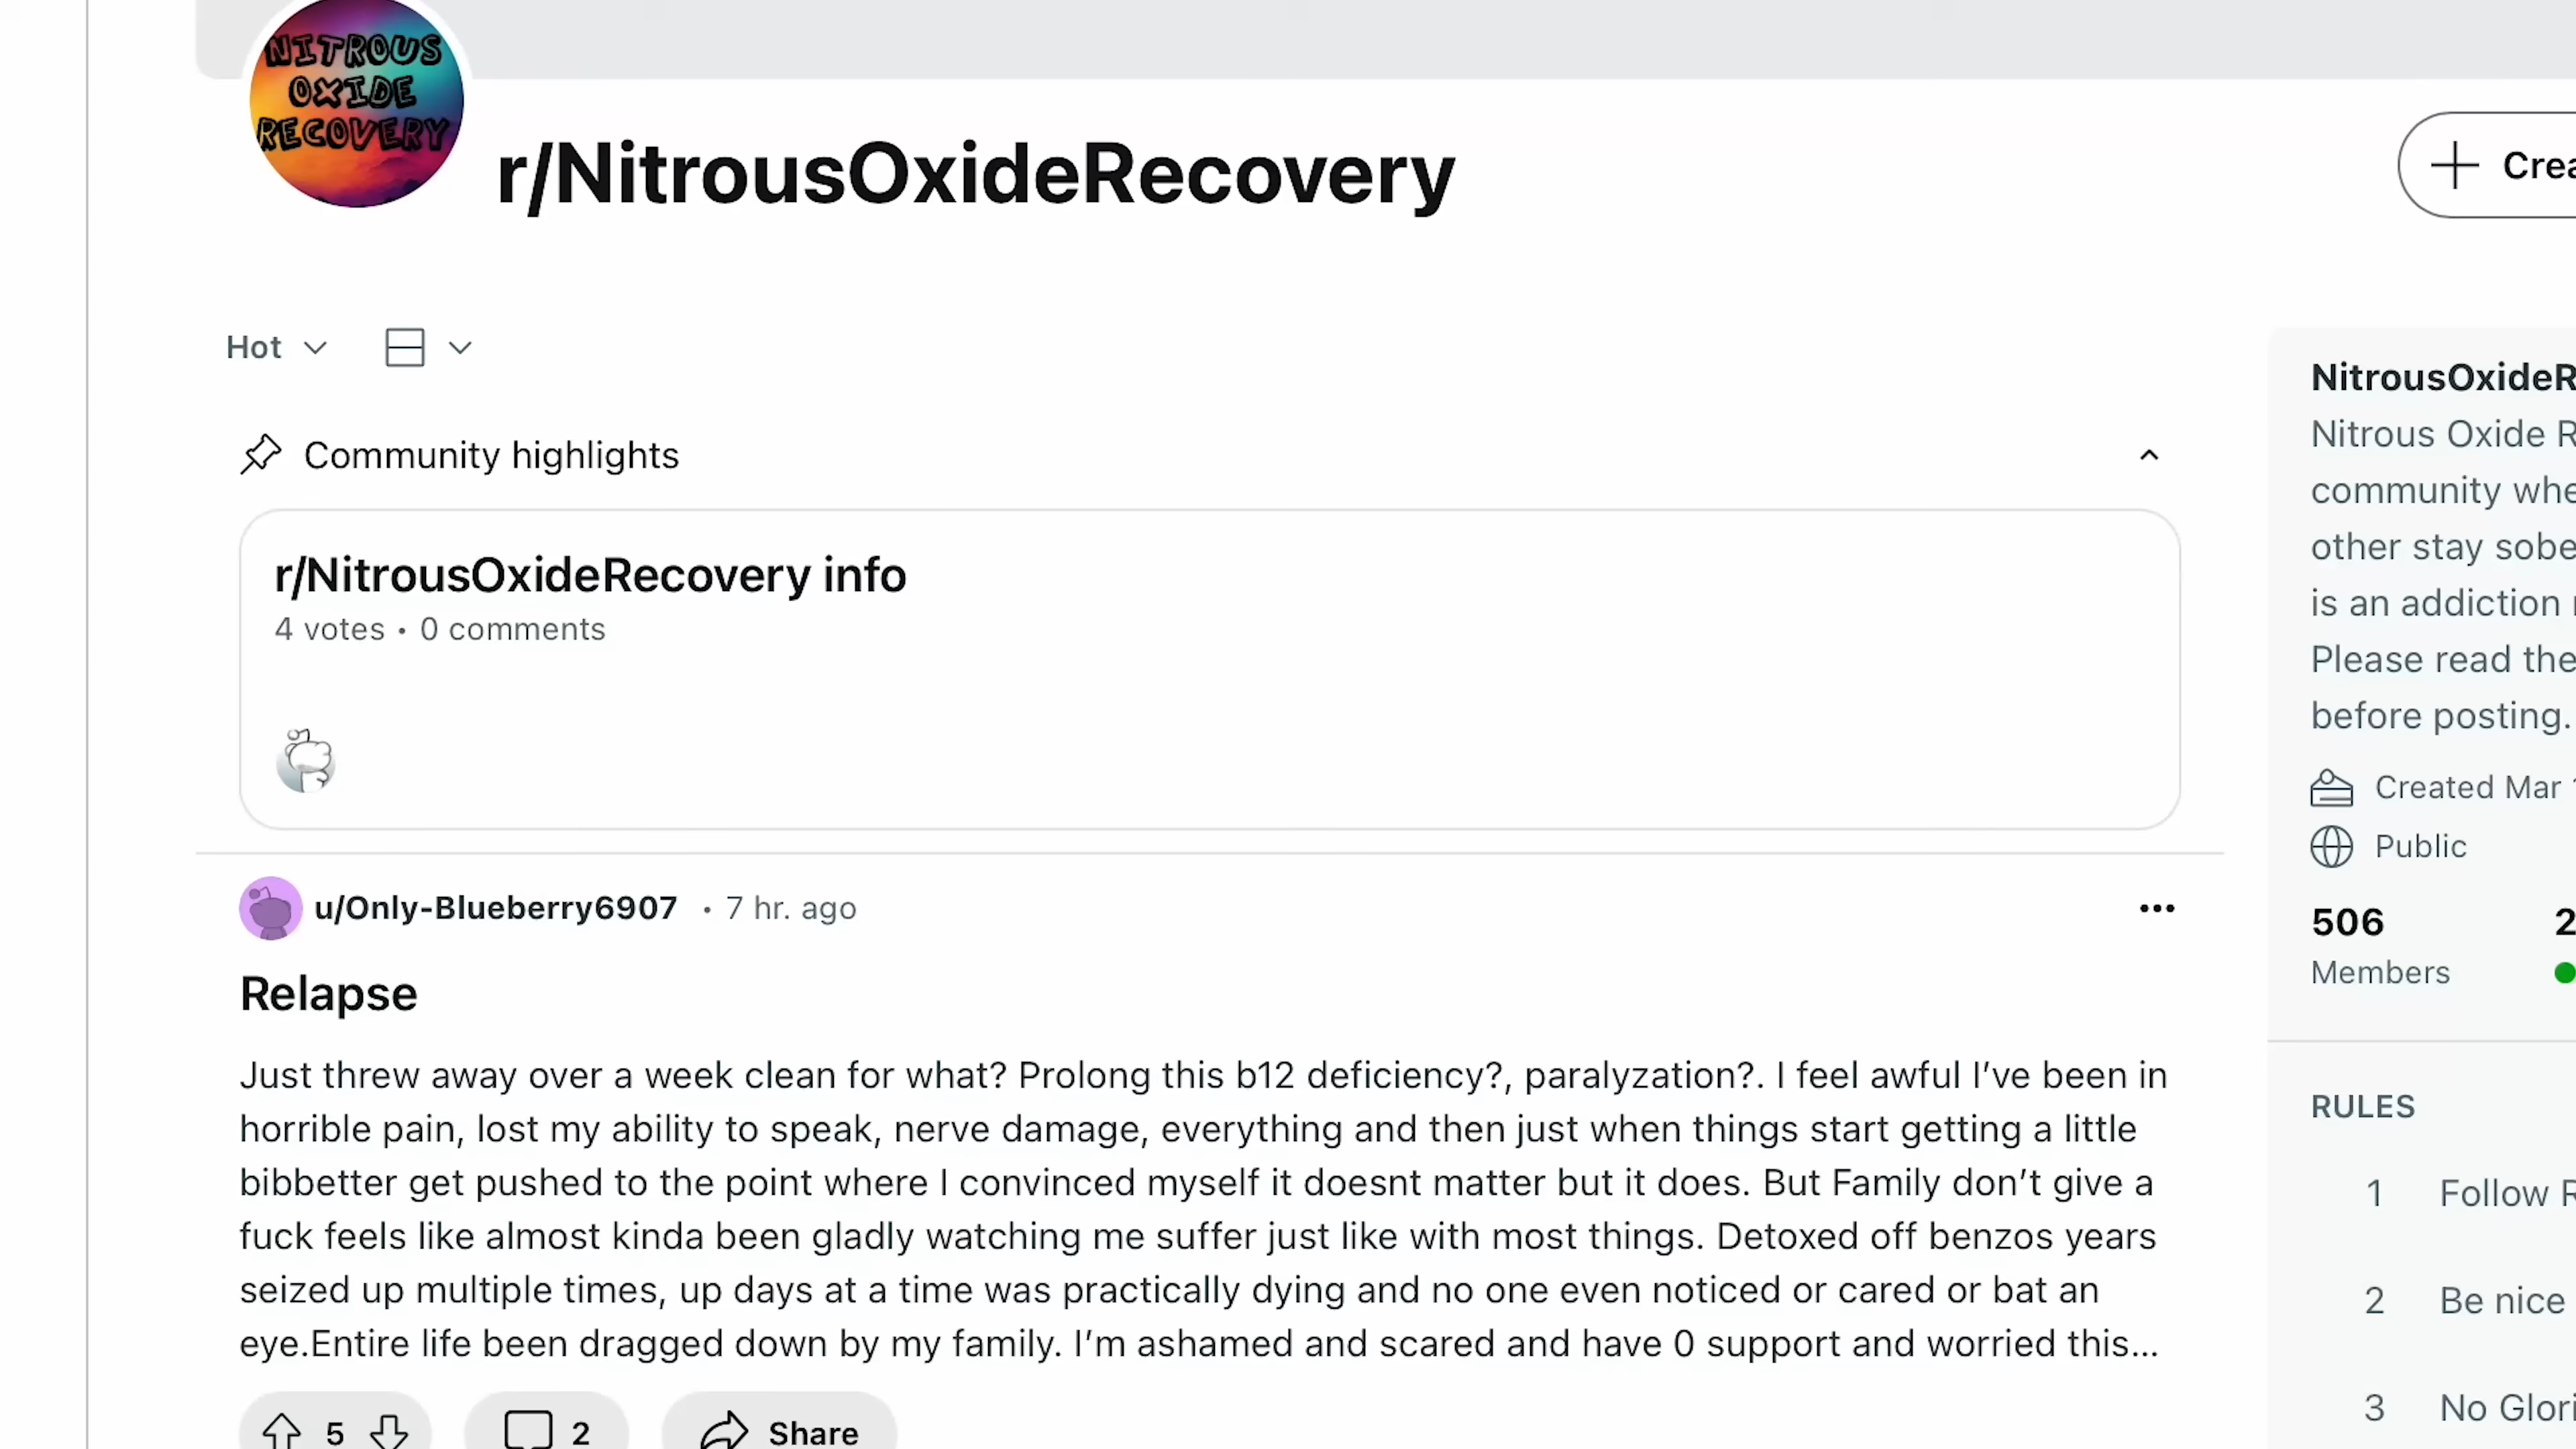 NITROUS
OXIDE
RECOVERY
r/NitrousOxideRecovery
Hot
Community highlights
r/NitrousOxideRecovery info
4 votes • 0 comments
u/Only-Blueberry6907 • 7 hr. ago
Relapse
Just threw away over a week clean for what? Prolong this b12 deficiency?, paralyzation?. I feel awful I’ve been in
horrible pain, lost my ability to speak, nerve damage, everything and then just when things start getting a little
bibbetter get pushed to the point where I convinced myself it doesnt matter but it does. But Family don’t give a
fuck feels like almost kinda been gladly watching me suffer just like with most things. Detoxed off benzos years
seized up multiple times, up days at a time was practically dying and no one even noticed or cared or bat an
eye.Entire life been dragged down by my family. I’m ashamed and scared and have 0 support and worried this...
5
2
Share
Nitrous Oxide
community
other stay
is an addiction
Please read the
before posting.
Created Mar
Public
506
Members
RULES
1 Follow
2 Be nice
3 No